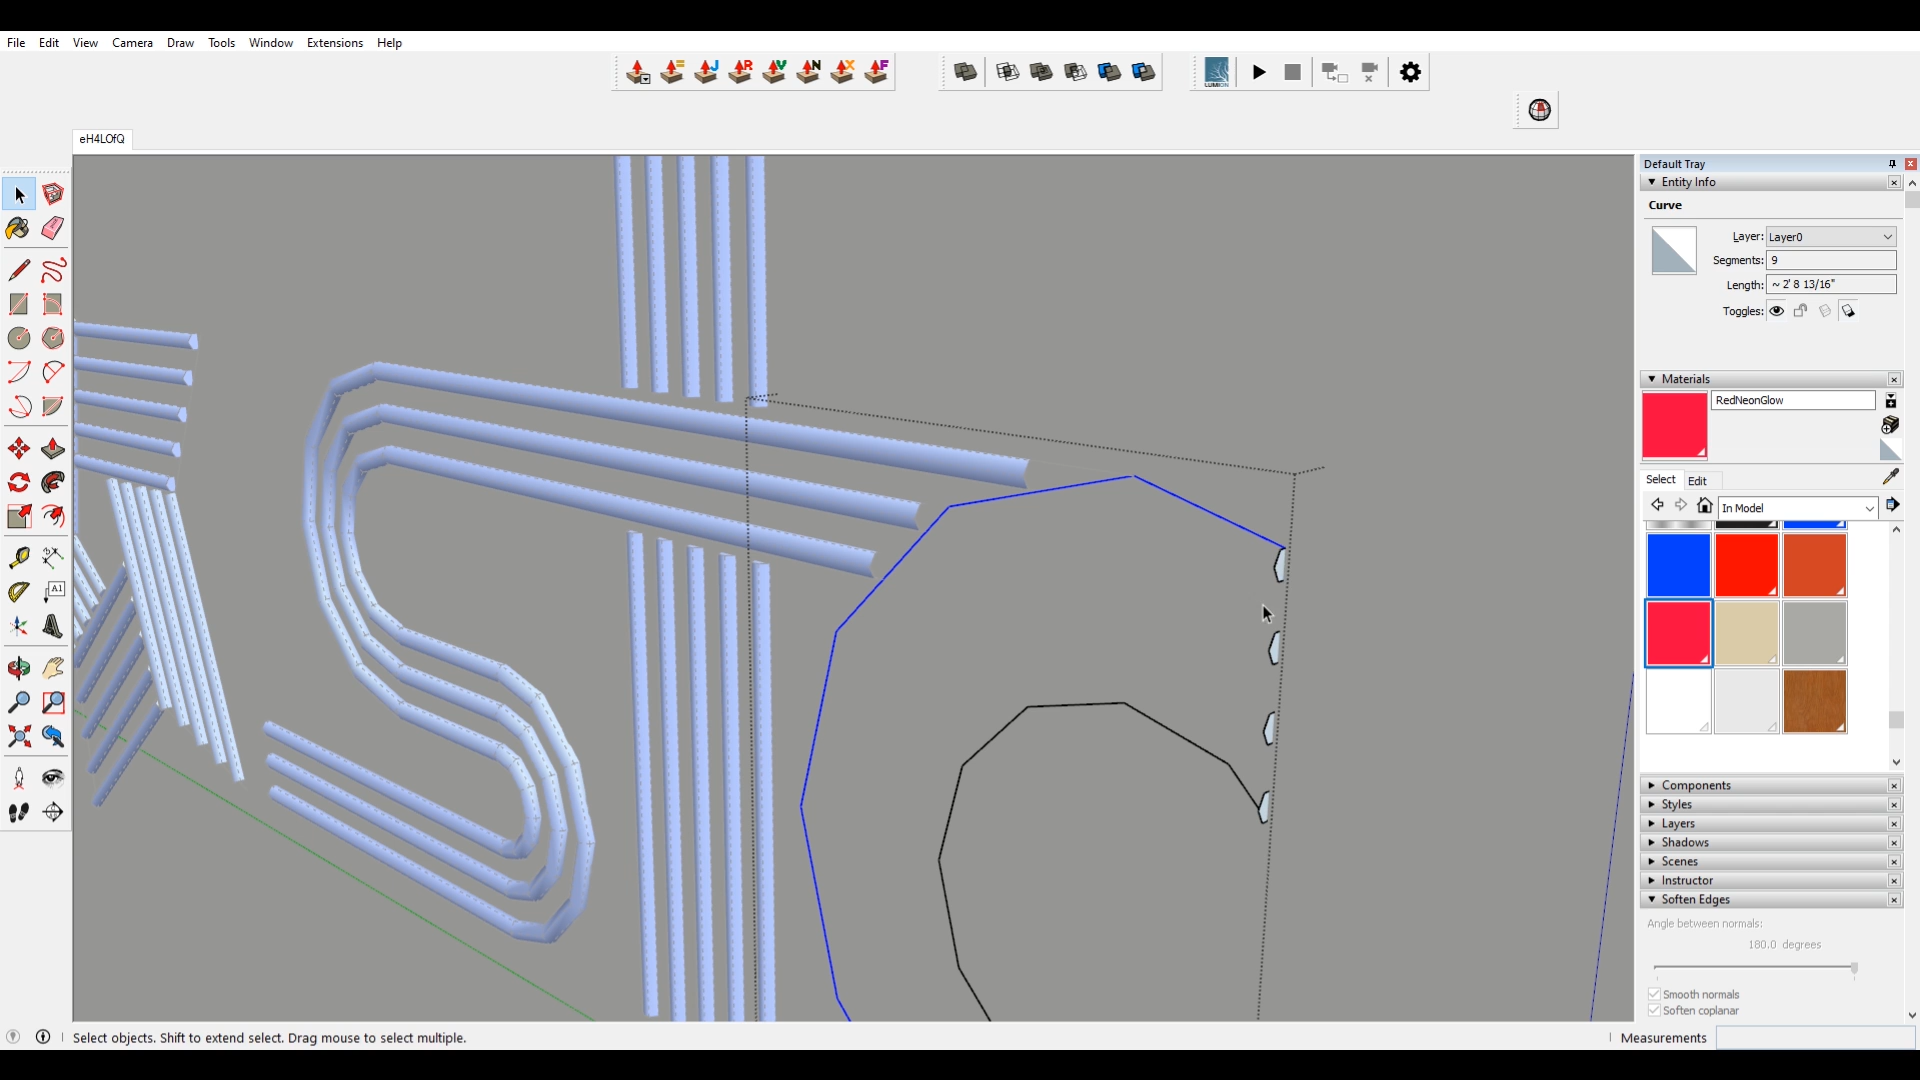 File Edit View Camera Draw Tools Window Extensions Help
= J R V N X F
LUMION
eH4LOfQ
Default Tray
Entity Info
Curve
Layer: Layer0
Segments: 9
Length: ~ 2' 8 13/16"
Toggles:
Materials
RedNeonGlow
Select Edit
In Model
A1
Components
Styles
Layers
Shadows
Scenes
Instructor
Soften Edges
Angle between normals:
180.0 degrees
Smooth normals
Soften coplanar
Select objects. Shift to extend select. Drag mouse to select multiple.
Measurements